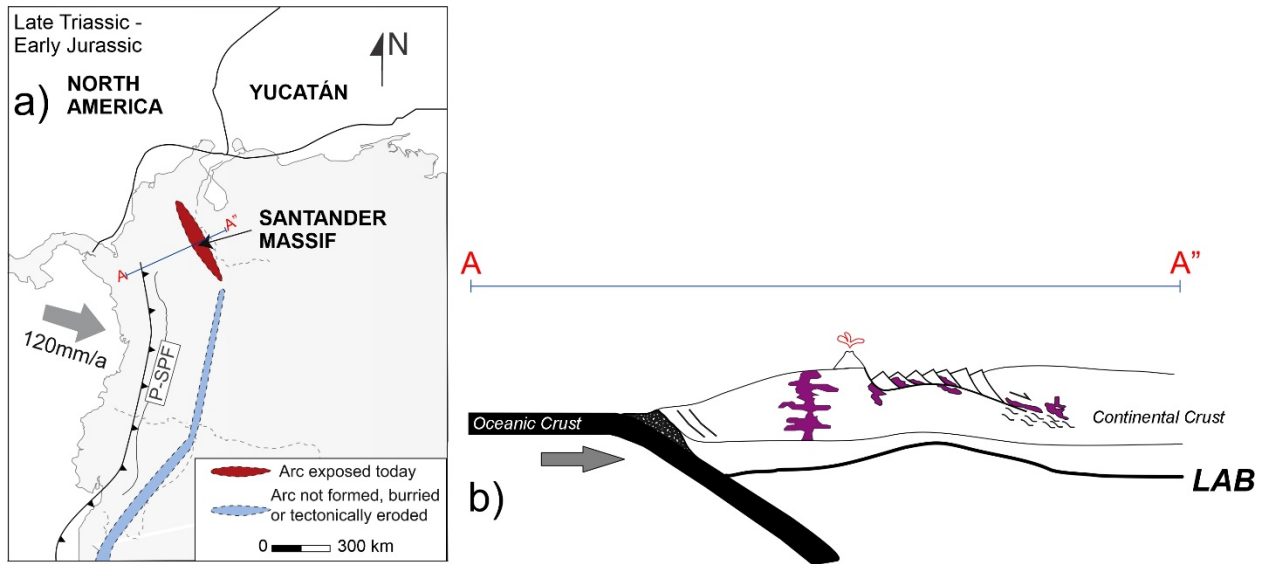 Late Triassic -
Early Jurassic
a)
NORTH
AMERICA
YUCATÁN
N
A
A"
SANTANDER
MASSIF
120mm/a
P-SPF
Arc exposed today
Arc not formed, burried
or tectonically eroded
0 300 km
A
A”
Oceanic Crust
Continental Crust
LAB
b)